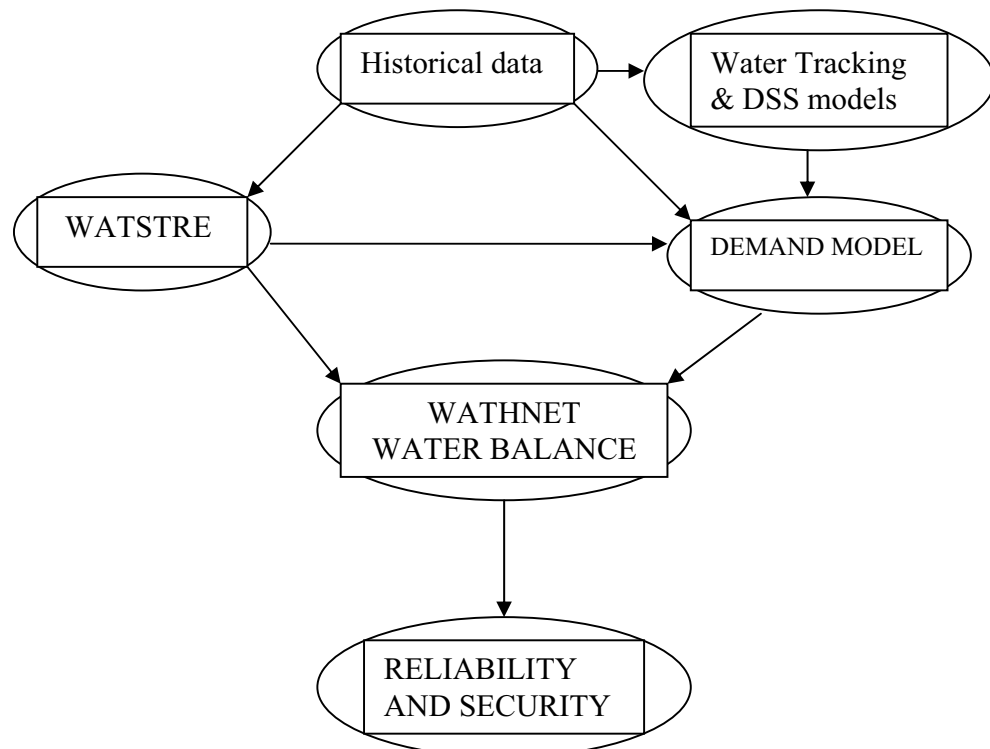 Historical data
Water Tracking
& DSS models
WATSTRE
DEMAND MODEL
WATHNET
WATER BALANCE
RELIABILITY
AND SECURITY